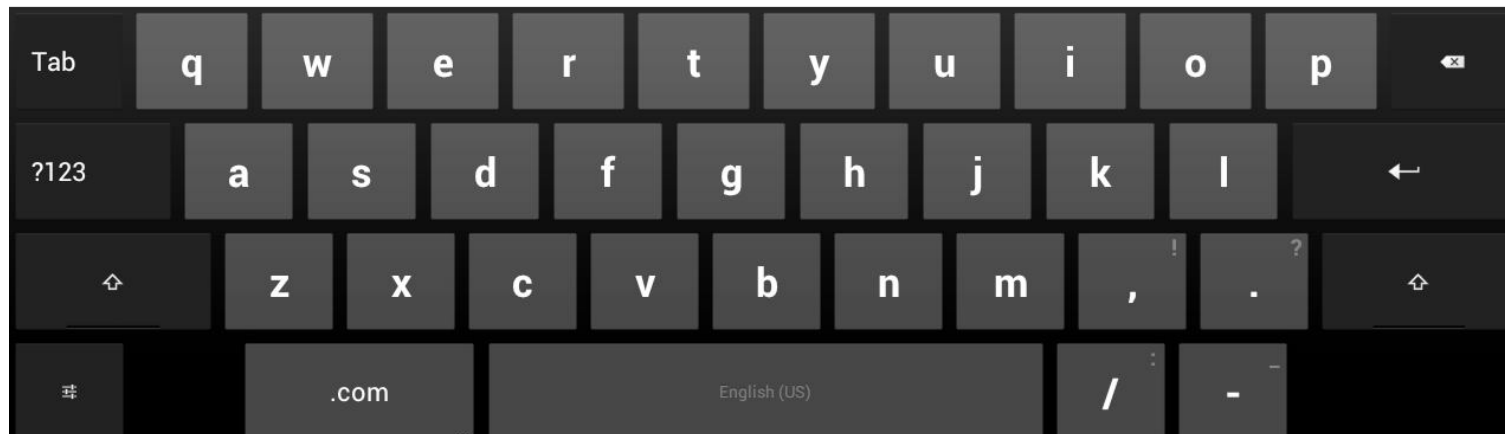 Tab q w e r t y u i o p
?123 a s d f g h j k l
z x c v b n m , ! . ?
.com English (US) / : - _